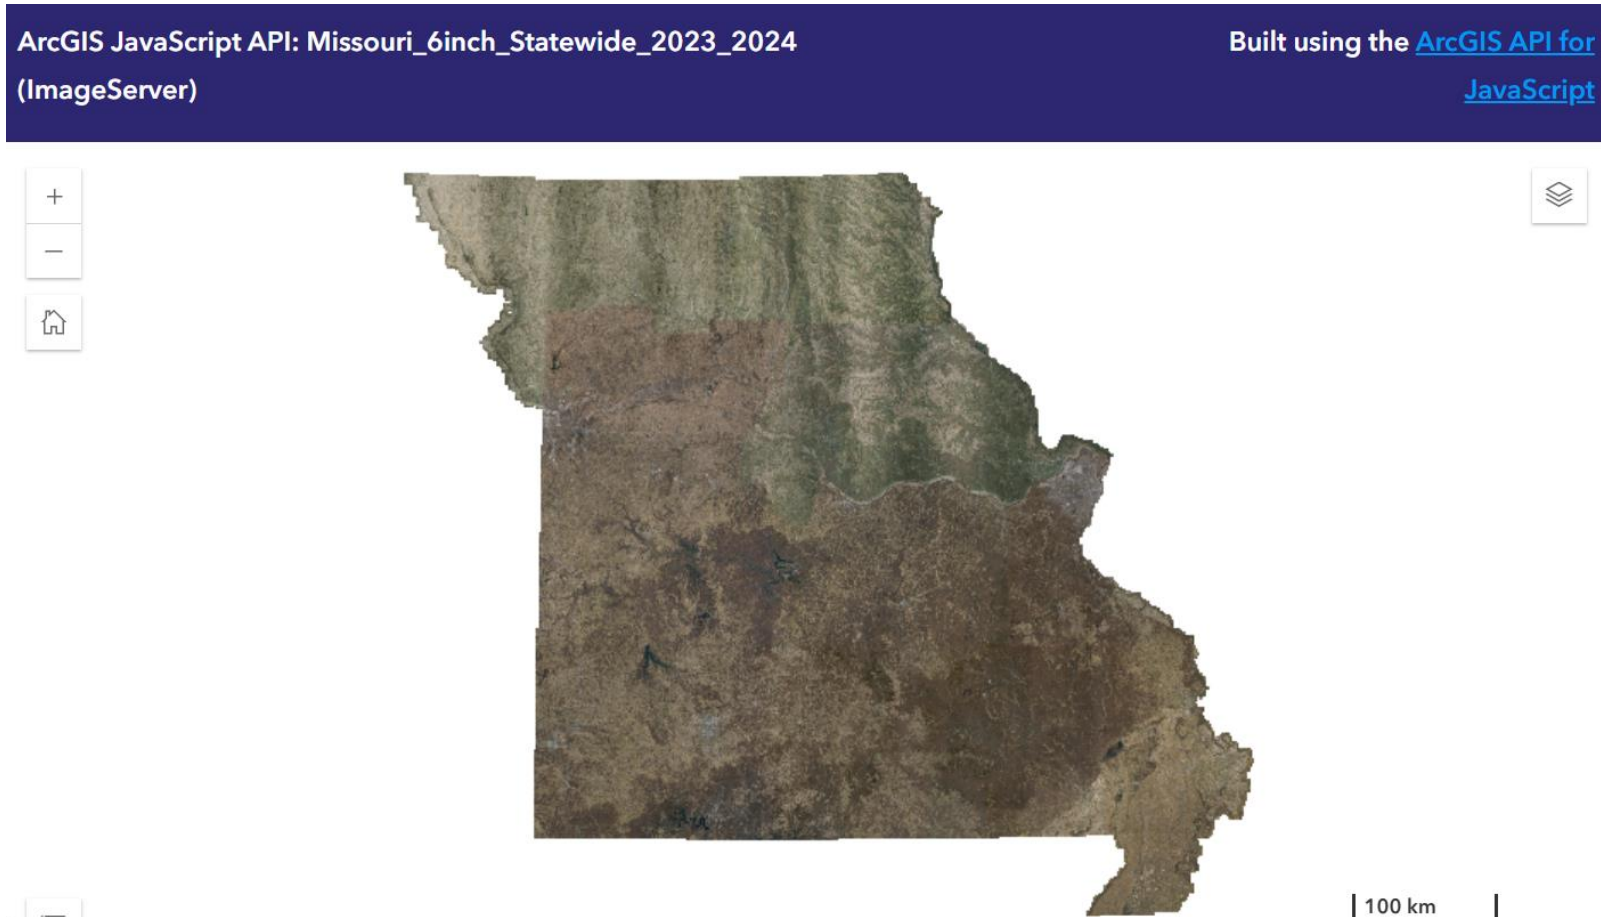 ArcGIS JavaScript API: Missouri_6inch_Statewide_2023_2024
(ImageServer)
Built using the ArcGIS API for
JavaScript
100 km